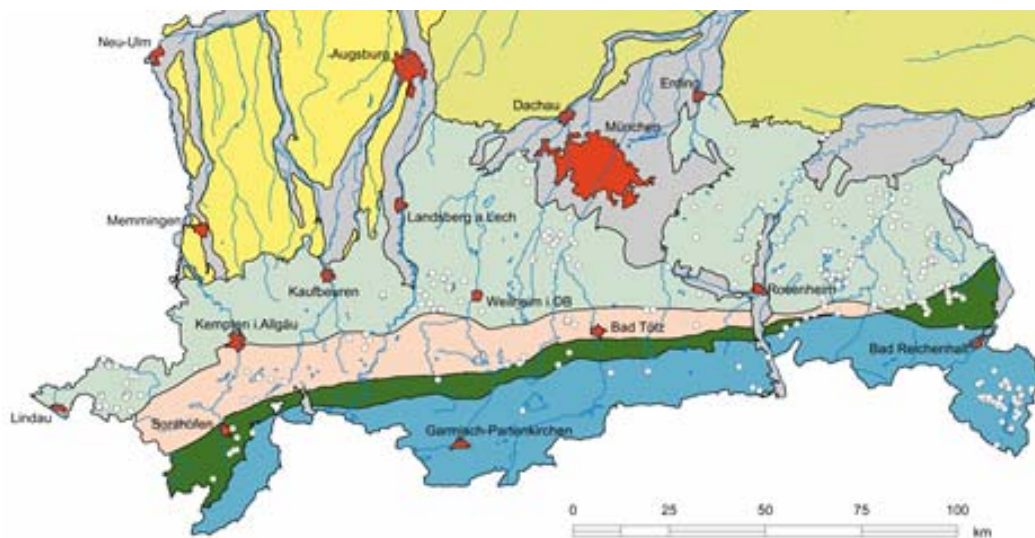 Neu-Ulm
Augsburg
Erding
Dachau
München
Memmingen
Landsberg a.Lech
Kaufbeuren
Weilheim i.OB
Rosenheim
Kempten i.Allgäu
Bad Tölz
Bad Reichenhall
Lindau
Sonthofen
Garmisch-Partenkirchen
0 25 50 75 100
km